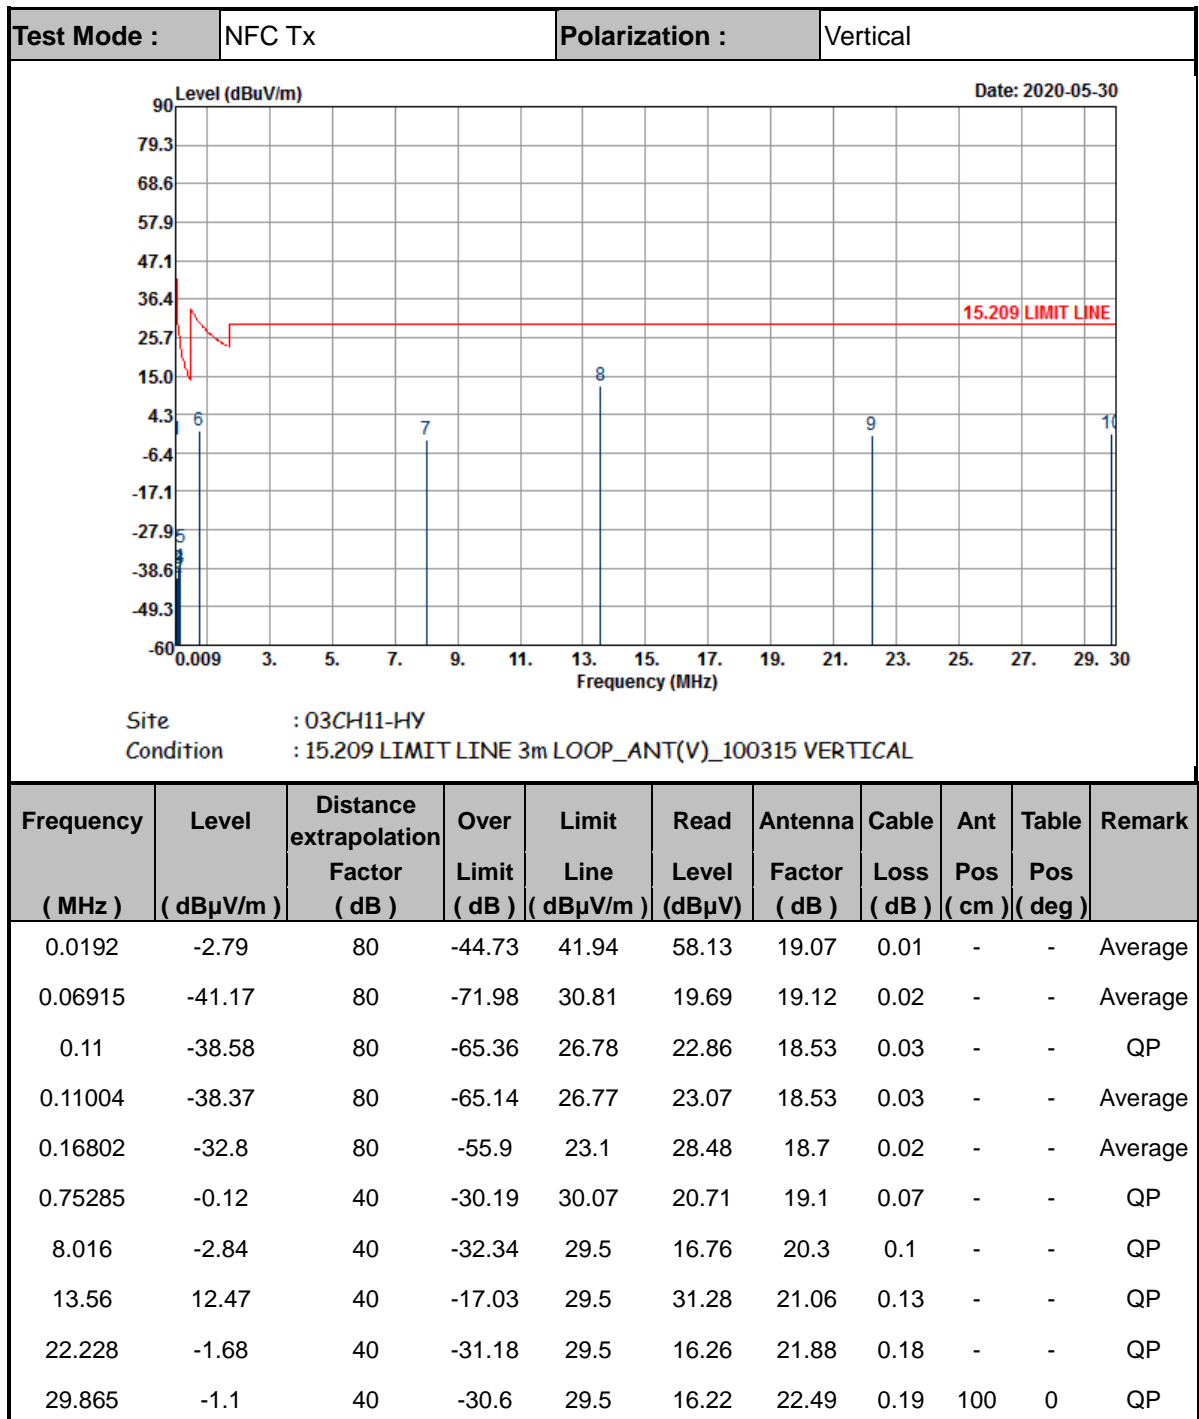 Test Mode : NFC Tx Polarization : Vertical
Level (dBuV/m) Date: 2020-05-30
90
79.3
68.6
57.9
47.1
36.4
15.209 LIMIT LINE
25.7
15.0
8
4.3
6
7
9
10
-6.4
-17.1
-27.9
5
-38.6
-49.3
-60
0.009 3. 5. 7. 9. 11. 13. 15. 17. 19. 21. 23. 25. 27. 29. 30
Frequency (MHz)
Site : 03CH11-HY
Condition : 15.209 LIMIT LINE 3m LOOP_ANT(V)_100315 VERTICAL
Frequency Level Distance extrapolation Over Limit Read Antenna Cable Ant Table Remark
Factor Limit Line Level Factor Loss Pos Pos
( MHz ) ( dBµV/m ) ( dB ) ( dB ) ( dBµV/m ) (dBµV) ( dB ) ( dB ) ( cm ) ( deg )
0.0192 -2.79 80 -44.73 41.94 58.13 19.07 0.01 - - Average
0.06915 -41.17 80 -71.98 30.81 19.69 19.12 0.02 - - Average
0.11 -38.58 80 -65.36 26.78 22.86 18.53 0.03 - - QP
0.11004 -38.37 80 -65.14 26.77 23.07 18.53 0.03 - - Average
0.16802 -32.8 80 -55.9 23.1 28.48 18.7 0.02 - - Average
0.75285 -0.12 40 -30.19 30.07 20.71 19.1 0.07 - - QP
8.016 -2.84 40 -32.34 29.5 16.76 20.3 0.1 - - QP
13.56 12.47 40 -17.03 29.5 31.28 21.06 0.13 - - QP
22.228 -1.68 40 -31.18 29.5 16.26 21.88 0.18 - - QP
29.865 -1.1 40 -30.6 29.5 16.22 22.49 0.19 100 0 QP